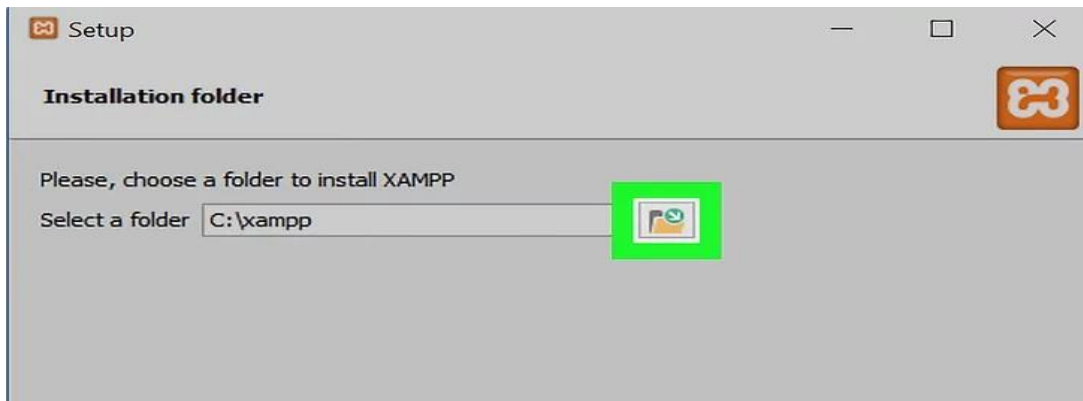 Setup
Installation folder
Please, choose a folder to install XAMPP
Select a folder C:\xampp